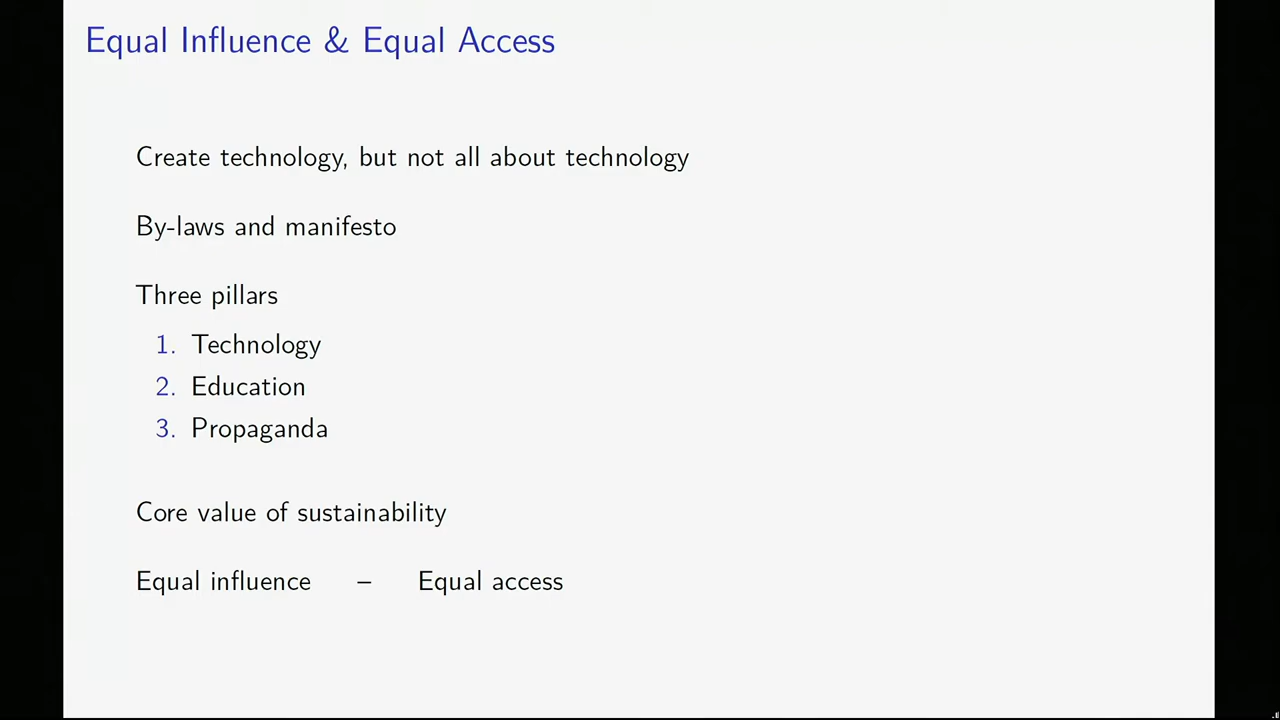 Equal Influence & Equal Access
Create technology, but not all about technology
By-laws and manifesto
Three pillars
1. Technology
2. Education
3. Propaganda
Core value of sustainability
Equal influence – Equal access